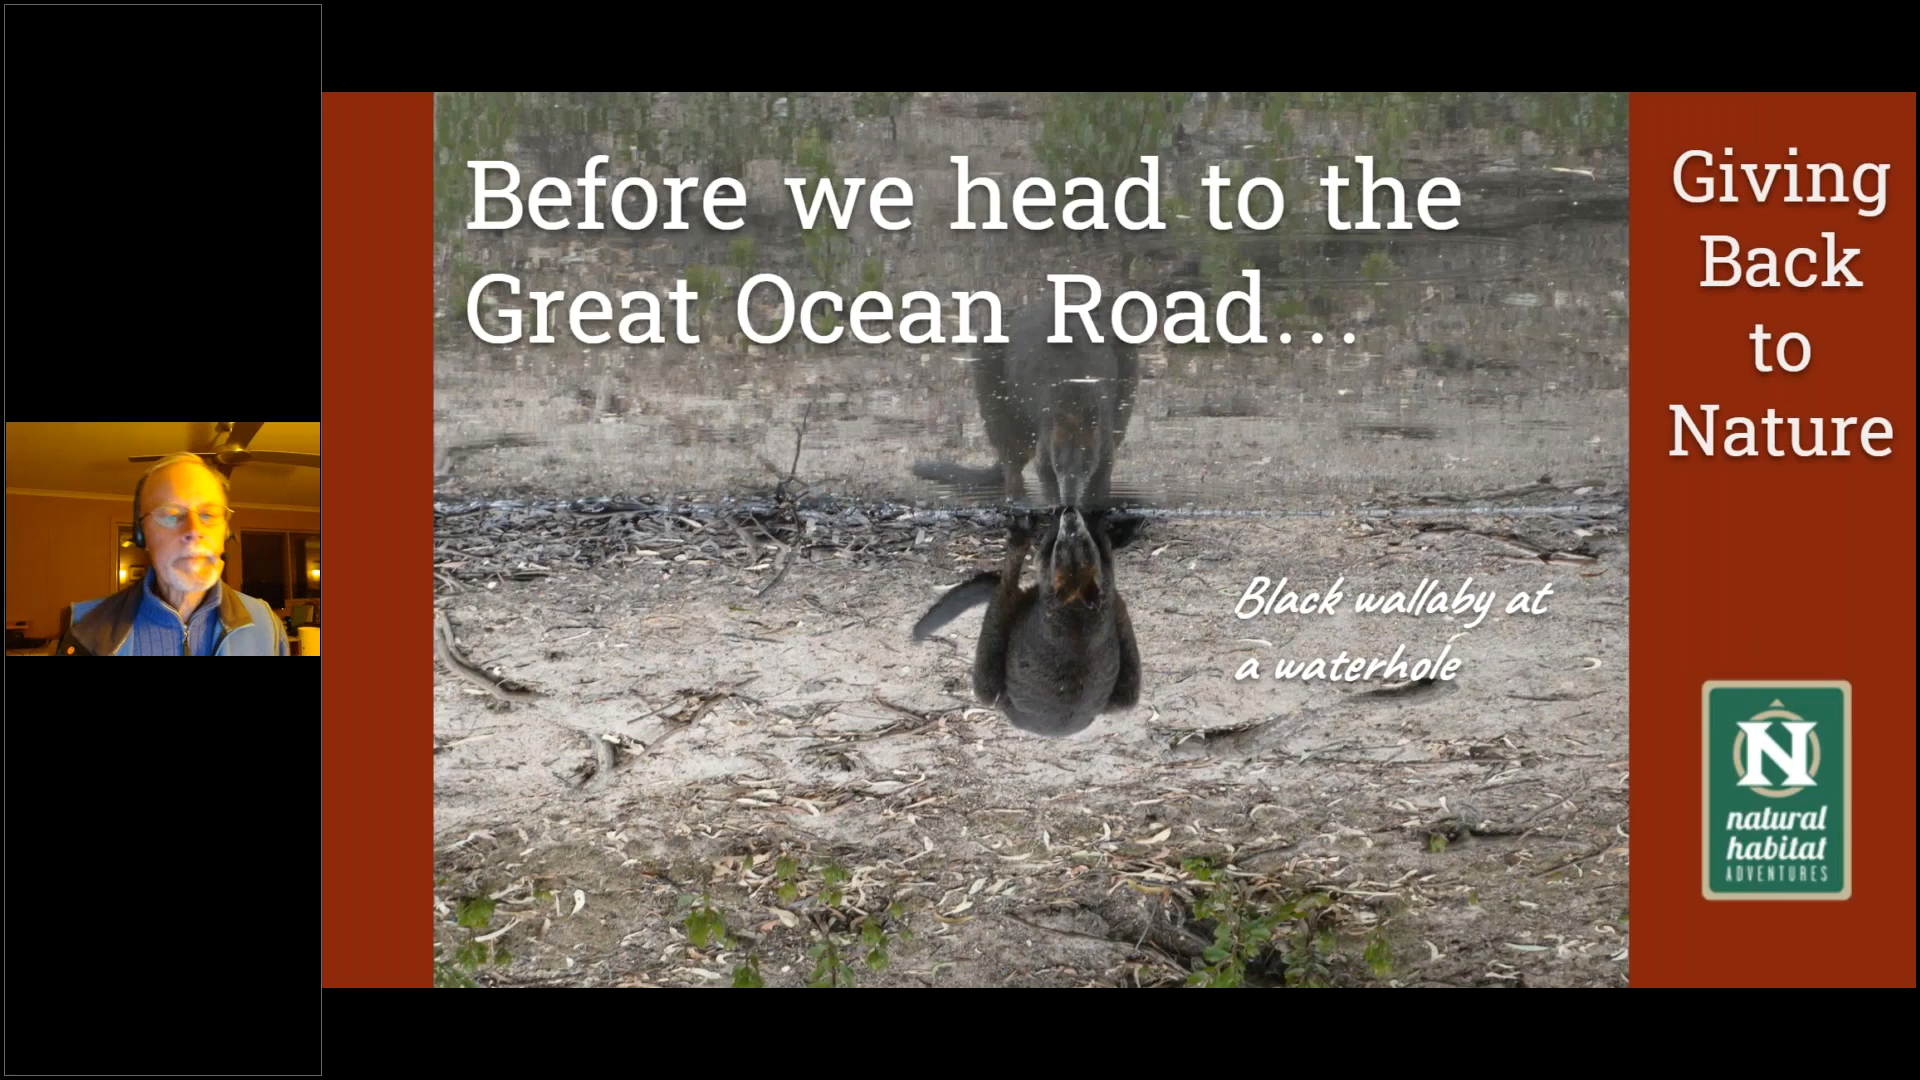 Before we head to the
Great Ocean Road...
Black wallaby at
a waterhole
Giving
Back
to
Nature
N
natural
habitat
ADVENTURES